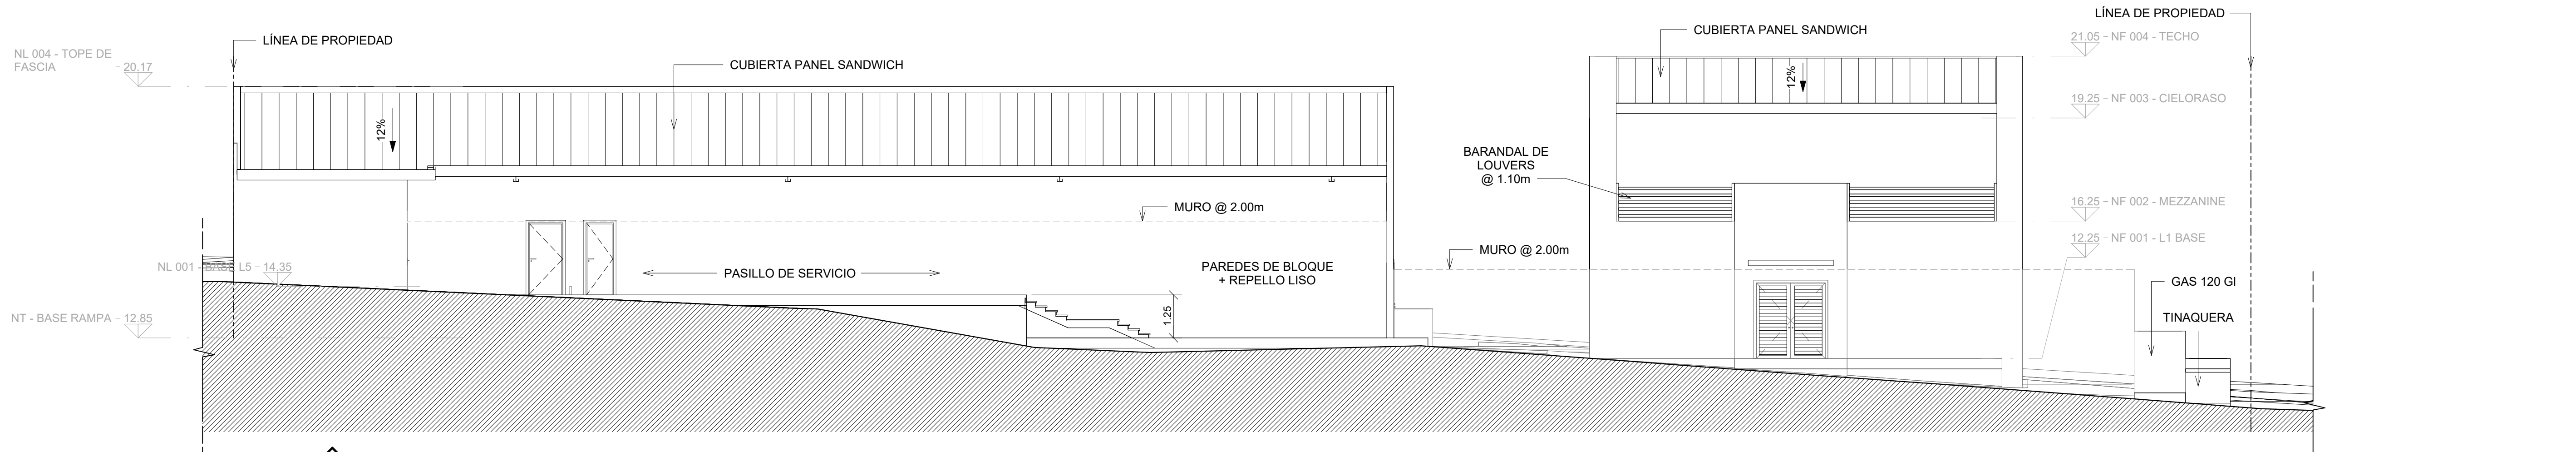 LÍNEA DE PROPIEDAD
NL 004 - TOPE DE
FASCIA
20.17
CUBIERTA PANEL SANDWICH
12%
MURO @ 2.00m
PASILLO DE SERVICIO
PAREDES DE BLOQUE
+ REPELLO LISO
1.25
14.35
NT - BASE RAMPA
12.85
LÍNEA DE PROPIEDAD
CUBIERTA PANEL SANDWICH
12%
21.05
NF 004 - TECHO
19.25
NF 003 - CIELORASO
BARANDAL DE
LOUVERS
@ 1.10m
16.25
NF 002 - MEZZANINE
12.25
NF 001 - L1 BASE
MURO @ 2.00m
GAS 120 Gl
TINAQUERA
NL 001 -
L5